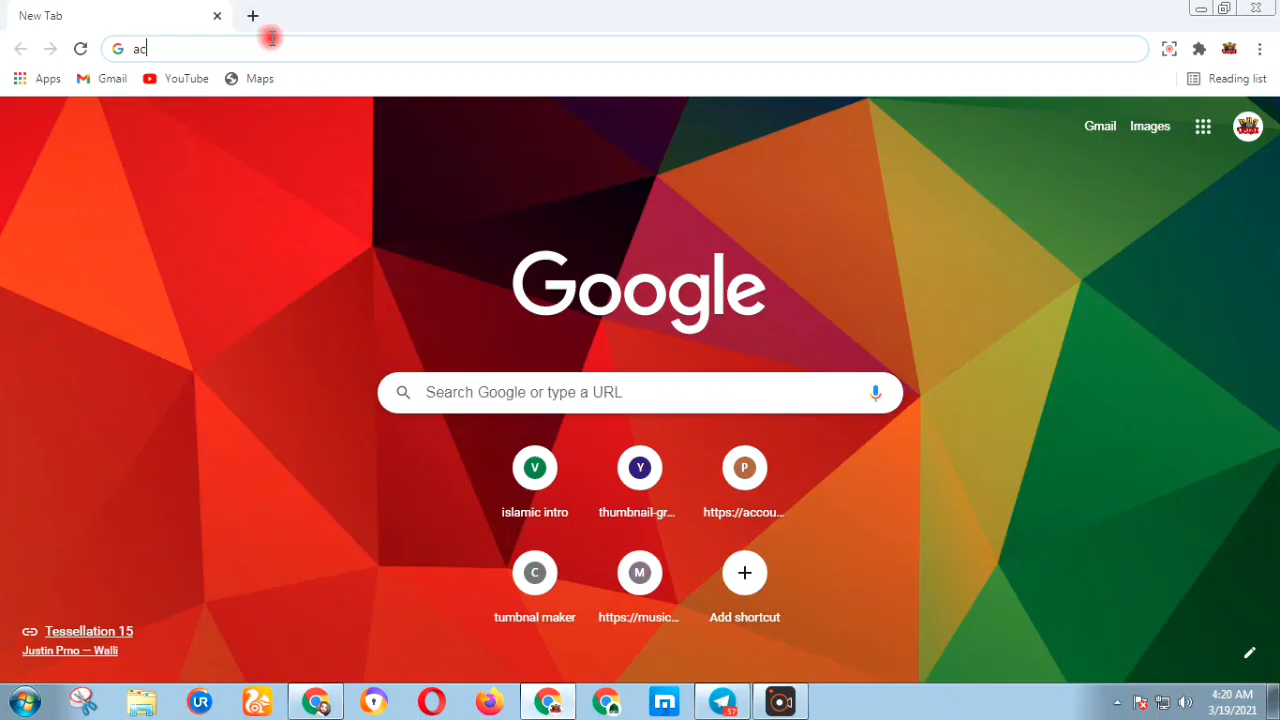 New Tab
ac
Apps
Gmail
YouTube
Maps
Reading list
Gmail
Images
Google
Search Google or type a URL
V
Y
P
islamic intro
thumbnail-gr...
https://accou...
C
M
tumbnal maker
https://music...
Add shortcut
Tessellation 15
Justin Prno — Walli
UR
37
4:20 AM
3/19/2021